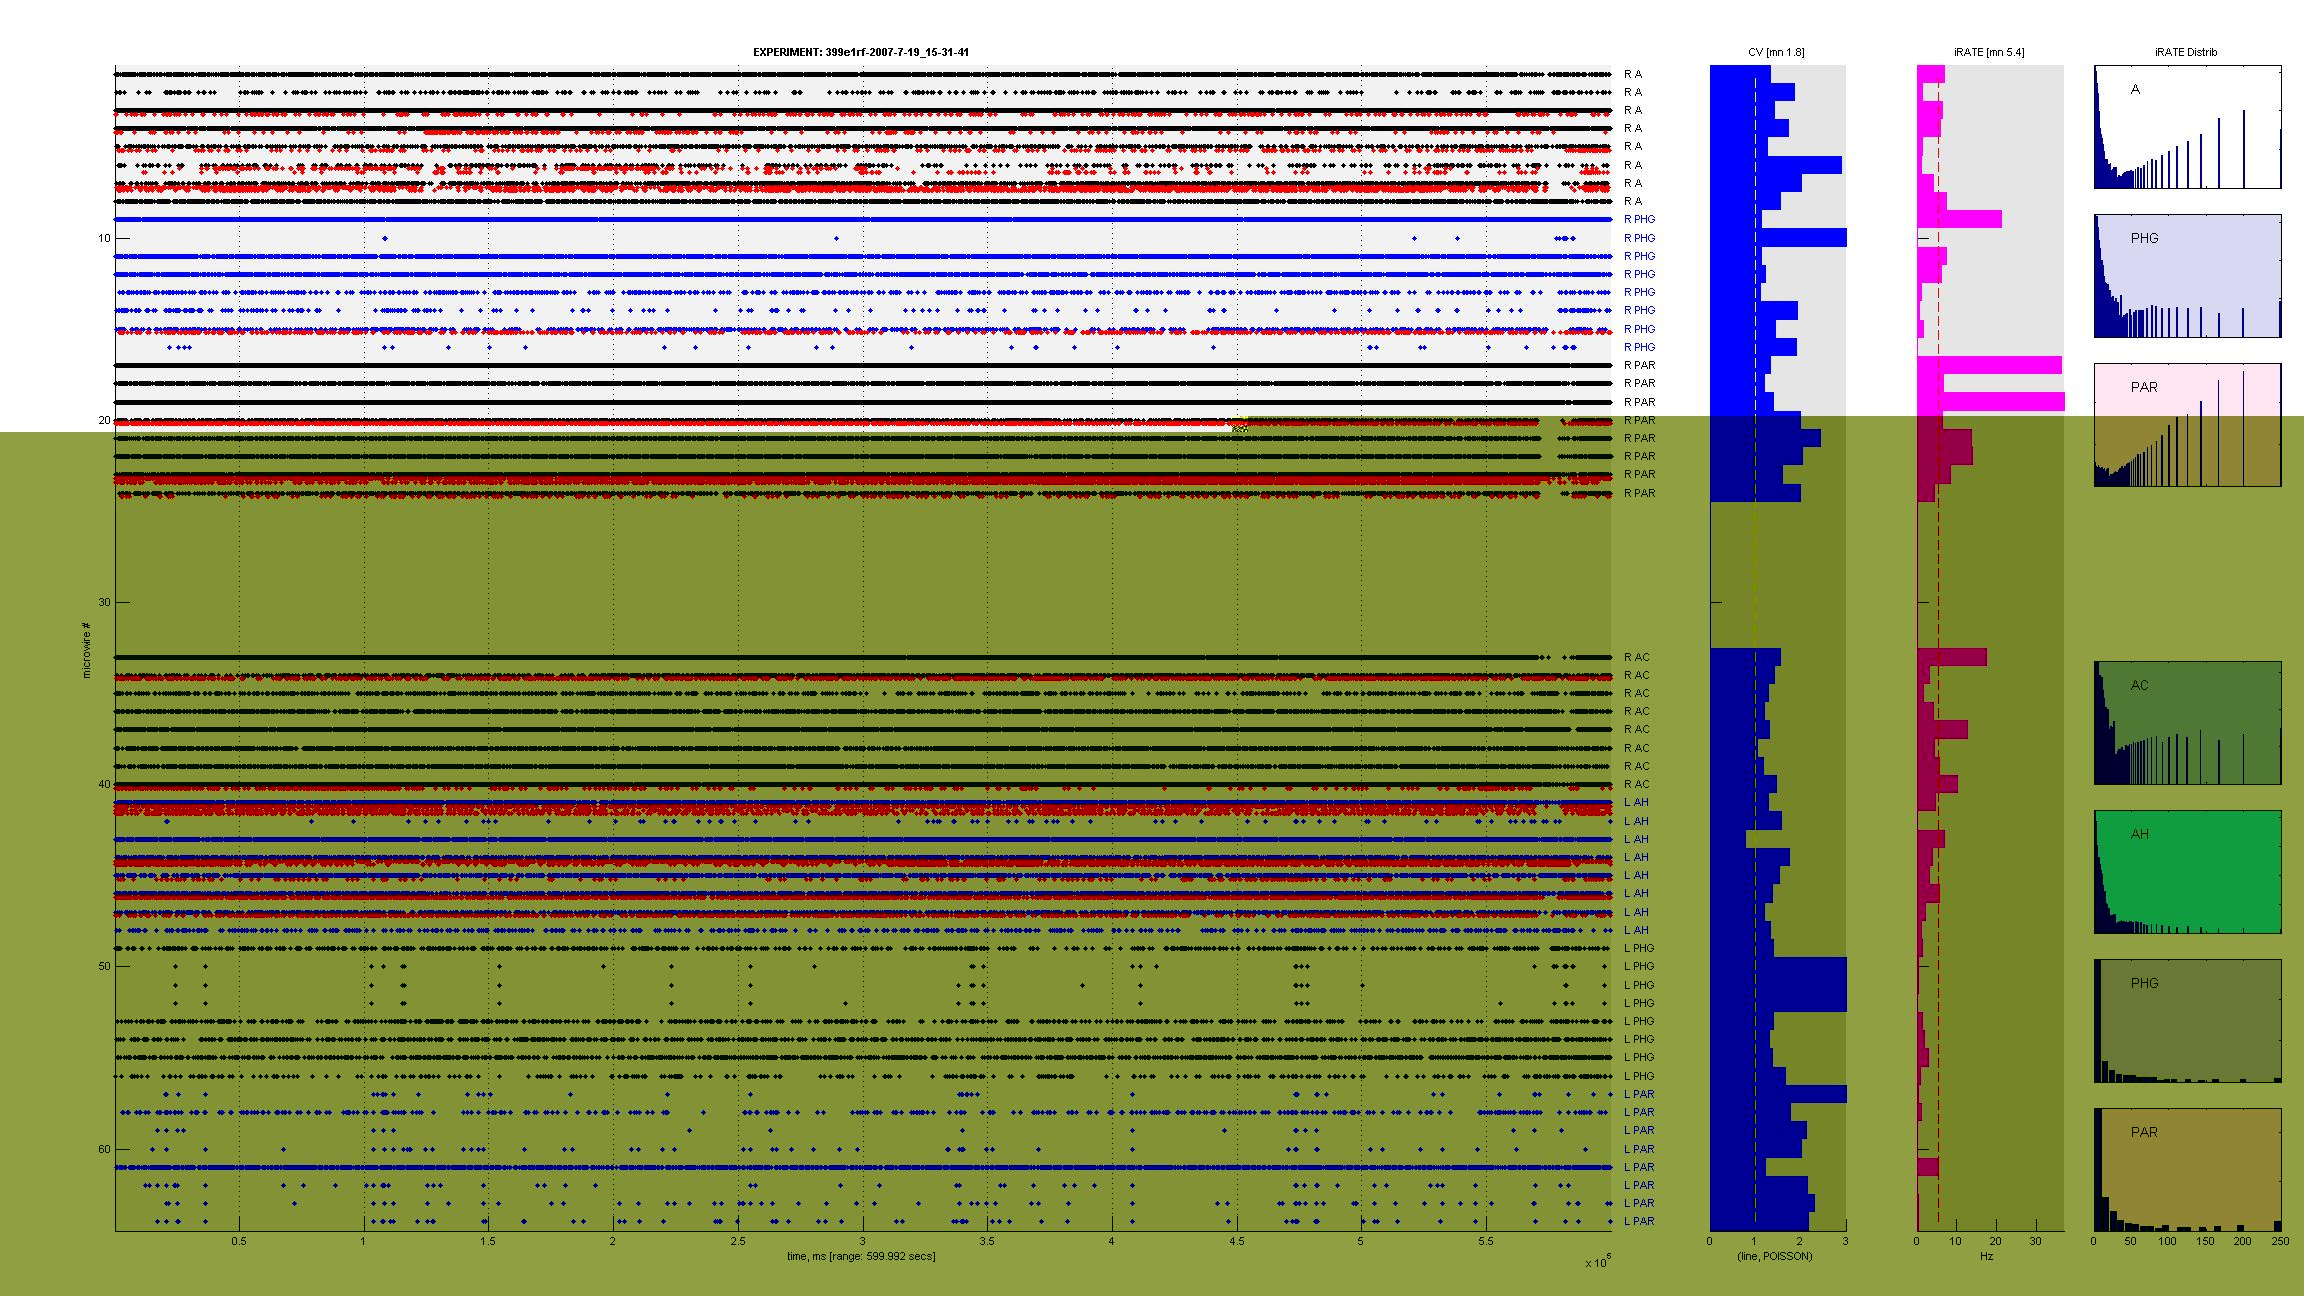 EXPERIMENT: 399e1rf-2007-7-19_15-31-41
CV [mn 1.8]
iRATE [mn 5.4]
iRATE Distrib
R A
R A
R A
R A
R A
R A
R A
R A
R PHG
10
R PHG
R PHG
R PHG
R PHG
R PHG
R PHG
R PHG
R PAR
R PAR
R PAR
20
R PAR
R PAR
R PAR
R PAR
R PAR
30
R AC
R AC
R AC
R AC
R AC
R AC
R AC
40
R AC
L AH
L AH
L AH
L AH
L AH
L AH
L AH
L AH
L PHG
50
L PHG
L PHG
L PHG
L PHG
L PHG
L PHG
L PHG
L PAR
L PAR
L PAR
60
L PAR
L PAR
L PAR
L PAR
L PAR
microwire #
0.5 1 1.5 2 2.5 3 3.5 4 4.5 5 5.5
time, ms [range: 599.992 secs]
x 10
0 1 2 3
(line, POISSON)
0 10 20 30
Hz
A
PHG
PAR
AC
AH
PHG
PAR
0 50 100 150 200 250